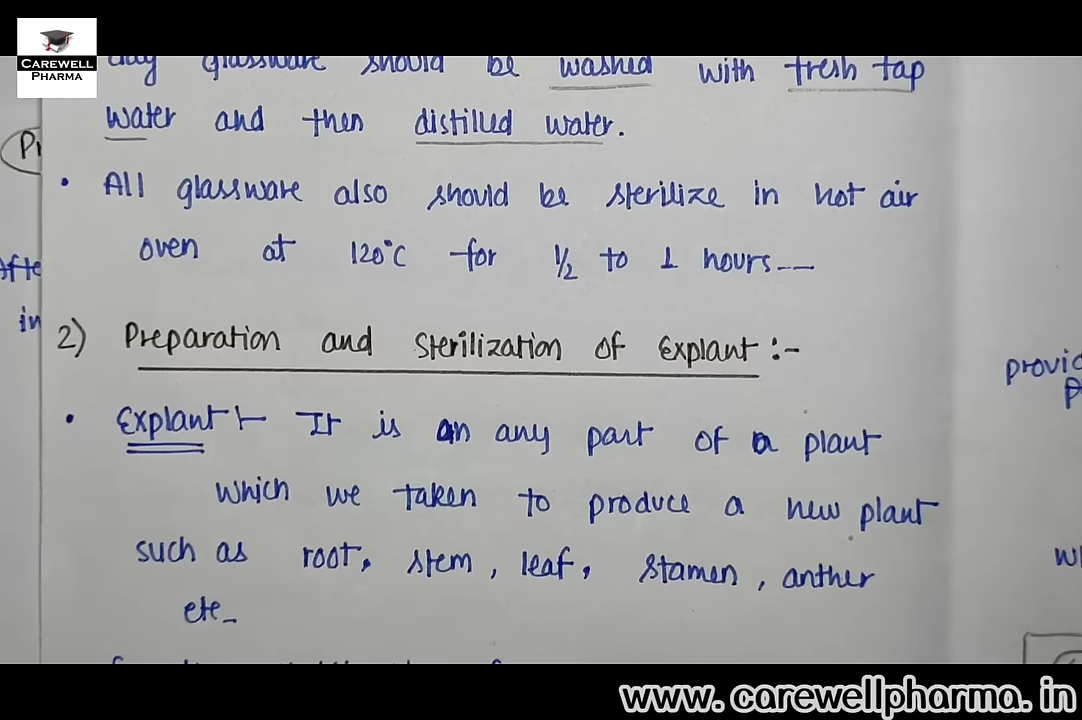 CAREWELL
PHARMA
glassware should be washed with fresh tap
water and then distilled water.
• All glassware also should be sterilize in hot air
oven at 120°C for 1/2 to 1 hours
2) Preparation and Sterilization of Explant :-
• Explant :- It is an any part of a plant
which we taken to produce a new plant
such as root, stem, leaf, stamen, anther
etc
www.carewellpharma.in